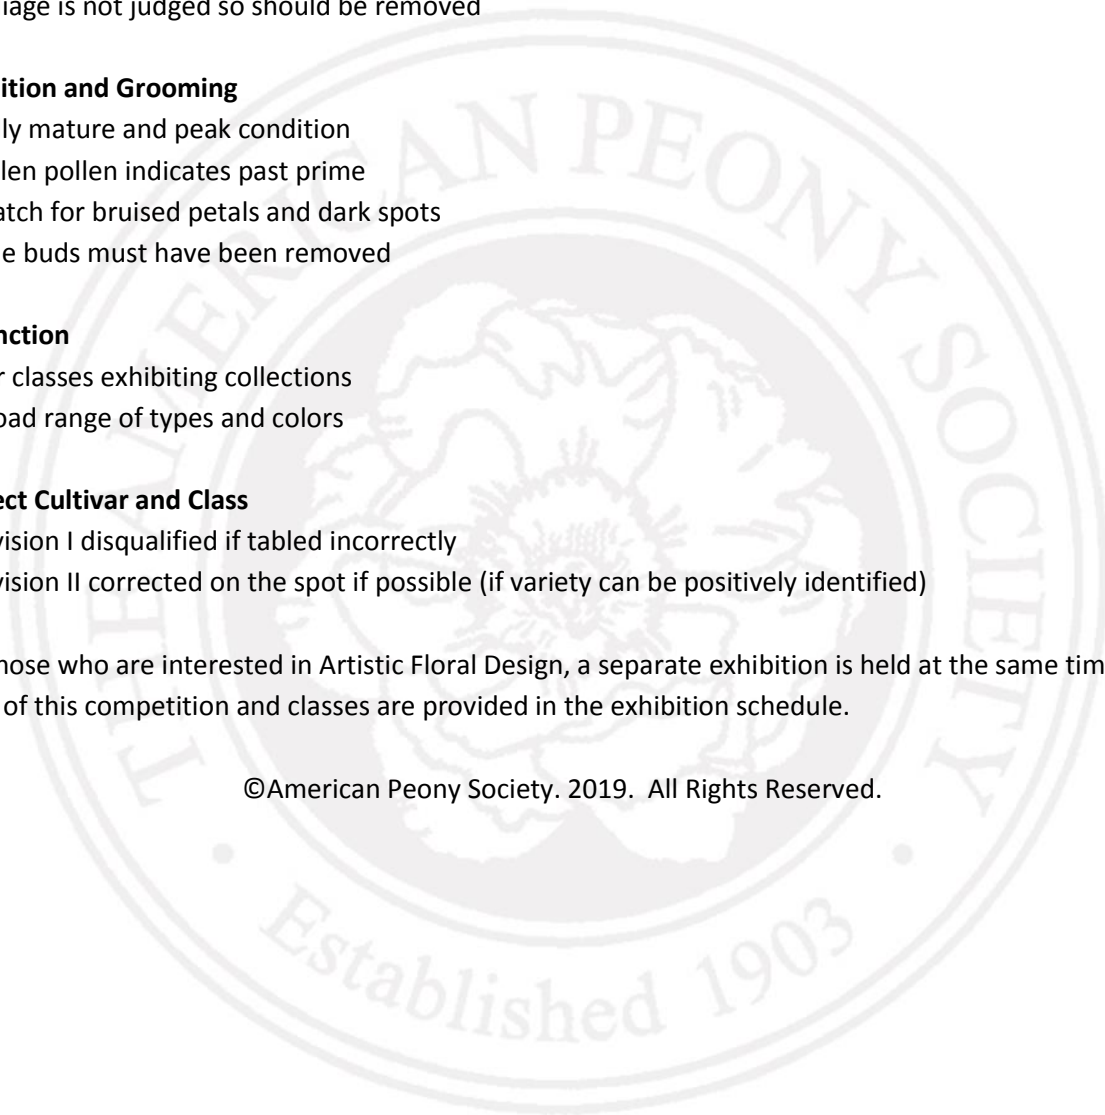 iage is not judged so should be removed
ition and Grooming
ly mature and peak condition
len pollen indicates past prime
atch for bruised petals and dark spots
e buds must have been removed
nction
r classes exhibiting collections
oad range of types and colors
ect Cultivar and Class
vision I disqualified if tabled incorrectly
vision II corrected on the spot if possible (if variety can be positively identified)
hose who are interested in Artistic Floral Design, a separate exhibition is held at the same tim
of this competition and classes are provided in the exhibition schedule.
©American Peony Society. 2019. All Rights Reserved.
THE AMERICAN PEONY SOCIETY
Established 1903